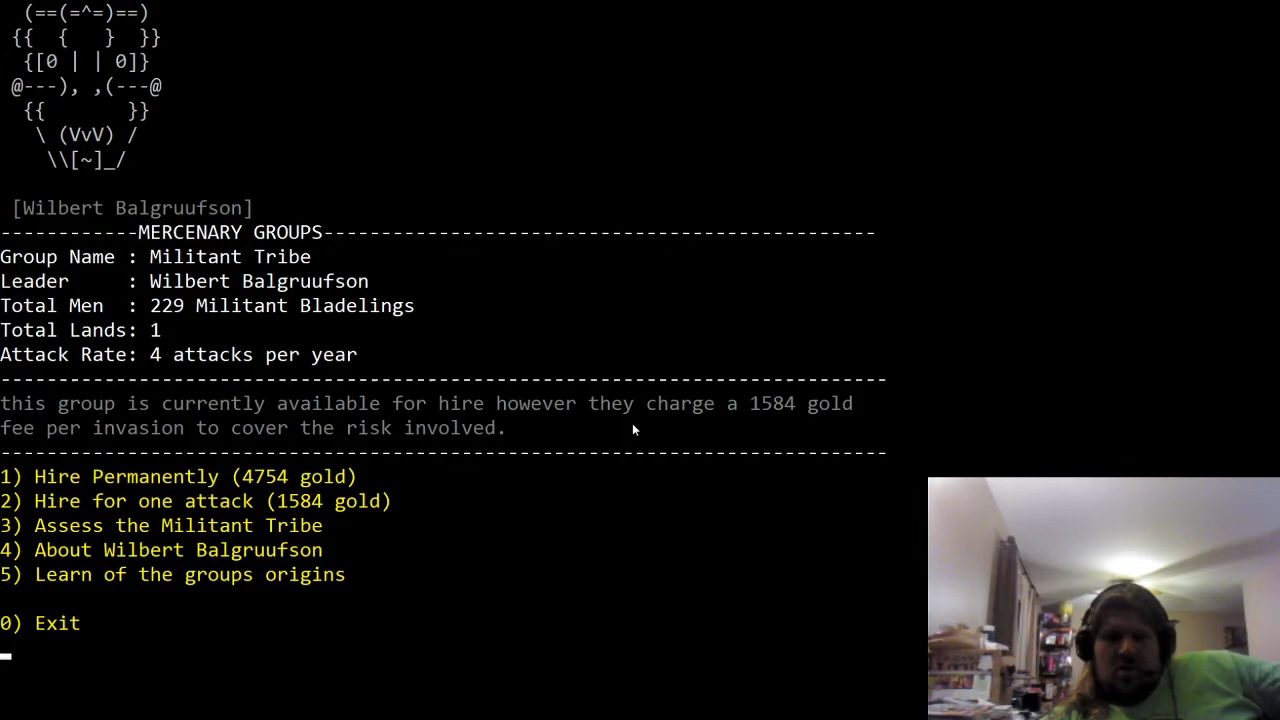 (==(=^=)==)
{{  {   }  }}
{[0 | | 0]}
@---), ,(---@
{{       }}
\ (VvV) /
\\[~]_/
[Wilbert Balgruufson]
------------MERCENARY GROUPS------------------------------------------------
Group Name : Militant Tribe
Leader     : Wilbert Balgruufson
Total Men  : 229 Militant Bladelings
Total Lands: 1
Attack Rate: 4 attacks per year
-----------------------------------------------------------------------------
this group is currently available for hire however they charge a 1584 gold
fee per invasion to cover the risk involved.
-----------------------------------------------------------------------------
1) Hire Permanently (4754 gold)
2) Hire for one attack (1584 gold)
3) Assess the Militant Tribe
4) About Wilbert Balgruufson
5) Learn of the groups origins
0) Exit